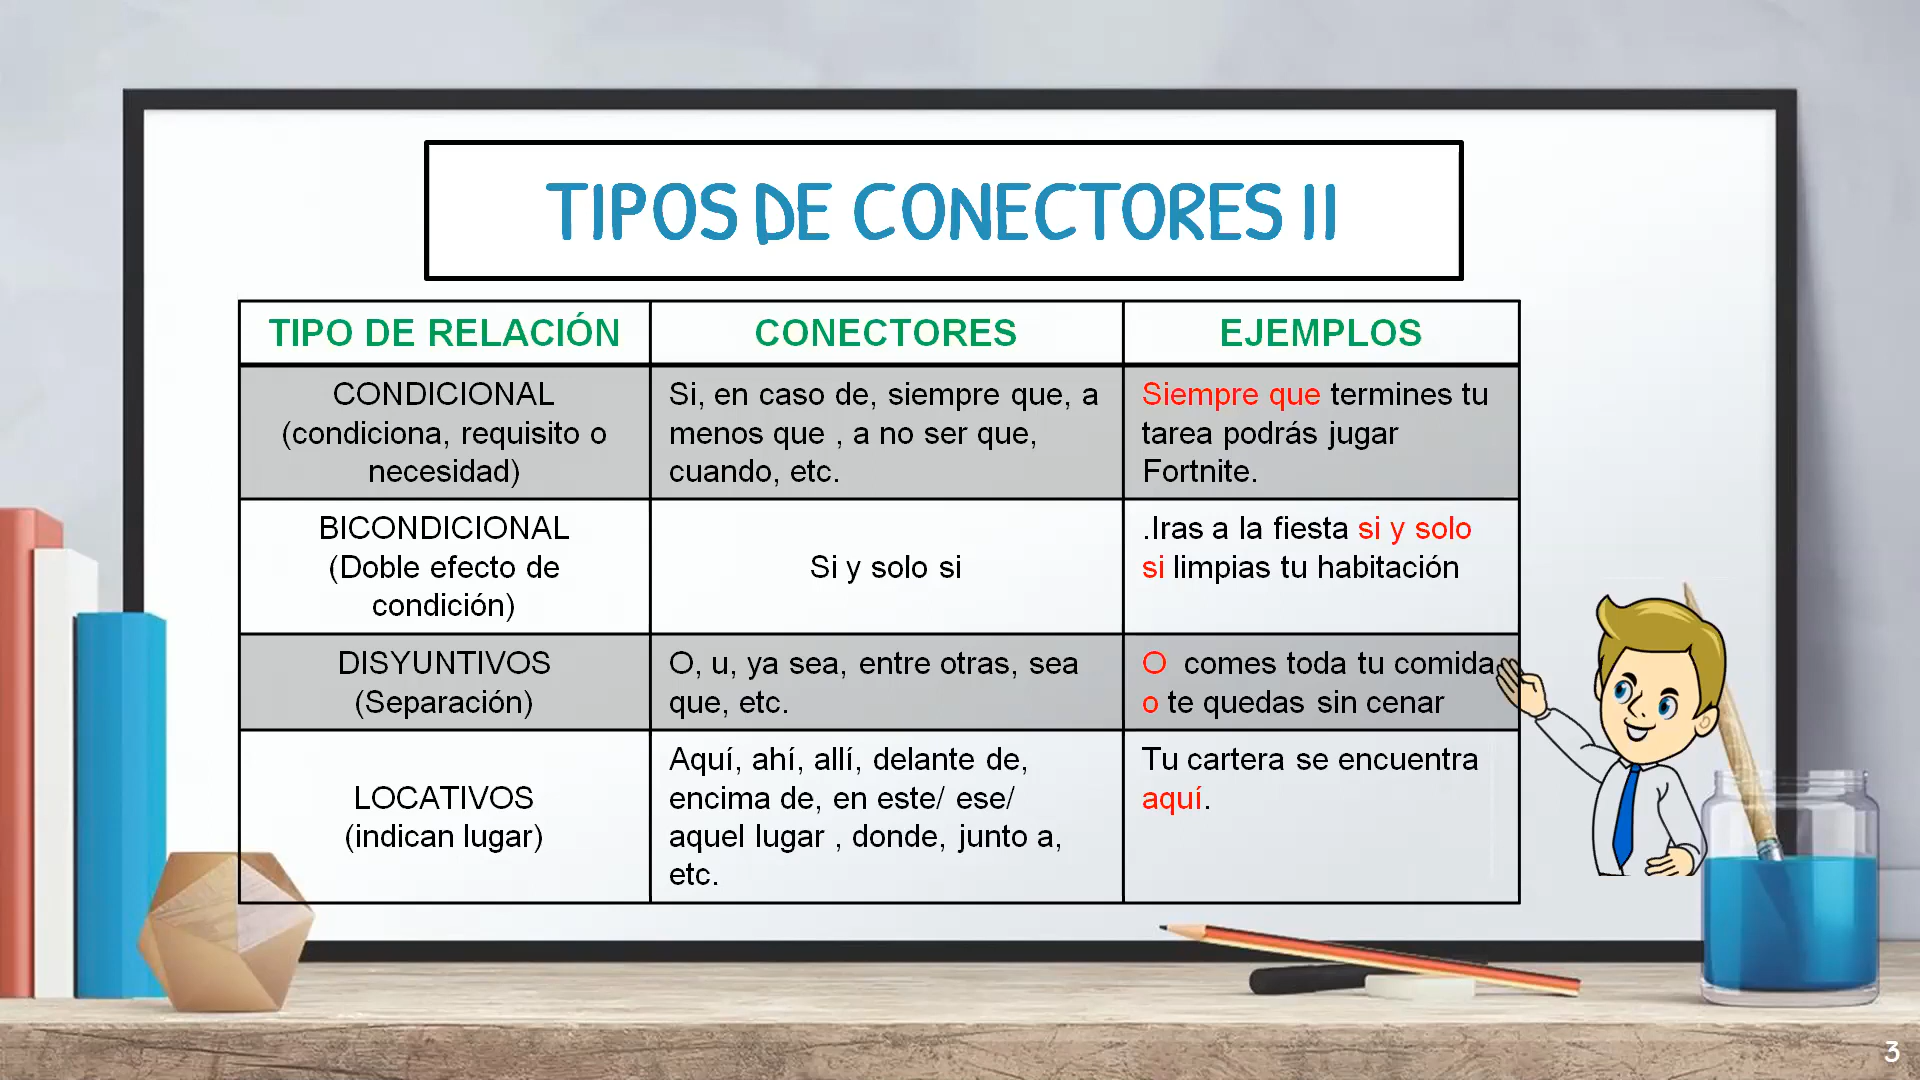 TIPOS DE CONECTORES II
TIPO DE RELACIÓN
CONECTORES
EJEMPLOS
CONDICIONAL
(condiciona, requisito o
necesidad)
Si, en caso de, siempre que, a
menos que , a no ser que,
cuando, etc.
Siempre que termines tu
tarea podrás jugar
Fortnite.
BICONDICIONAL
(Doble efecto de
condición)
Si y solo si
.Iras a la fiesta si y solo
si limpias tu habitación
DISYUNTIVOS
(Separación)
O, u, ya sea, entre otras, sea
que, etc.
O  comes toda tu comida
o te quedas sin cenar
LOCATIVOS
(indican lugar)
Aquí, ahí, allí, delante de,
encima de, en este/ ese/
aquel lugar , donde, junto a,
etc.
Tu cartera se encuentra
aquí.
3